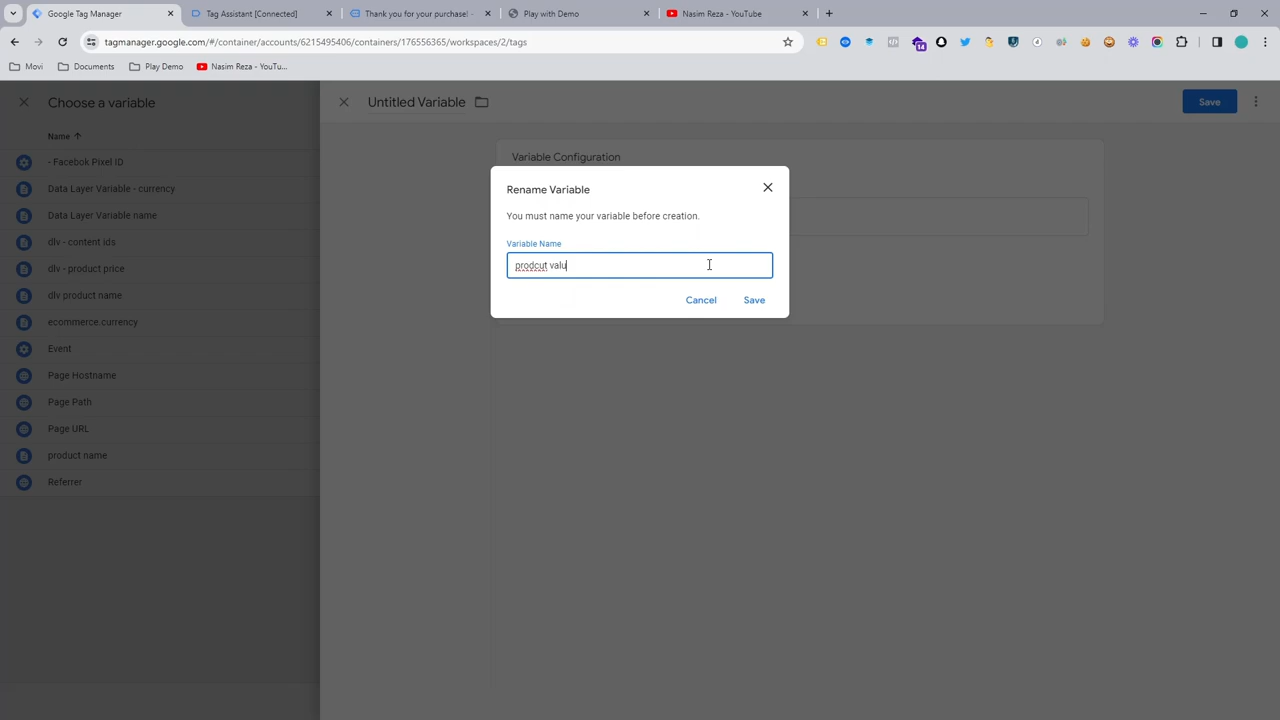 Google Tag Manager
Tag Assistant [Connected]
Thank you for your purchase! -
Play with Demo
Nasim Reza - YouTube
tagmanager.google.com/#/container/accounts/6215495406/containers/176556365/workspaces/2/tags
14
Movi
Documents
Play Demo
Nasim Reza - YouTu...
Choose a variable
Untitled Variable
Save
Name
Variable Configuration
- Facebok Pixel ID
Data Layer Variable - currency
Data Layer Variable name
dlv - content ids
dlv - product price
dlv product name
ecommerce.currency
Event
Page Hostname
Page Path
Page URL
product name
Referrer
Rename Variable
You must name your variable before creation.
Variable Name
prodcut valu
Cancel
Save